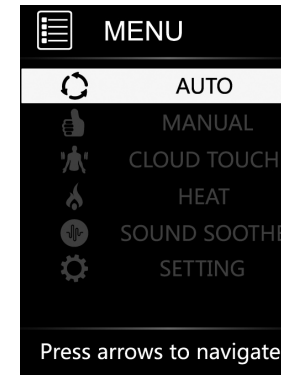 MENU
AUTO
MANUAL
CLOUD TOUCH
HEAT
SOUND SOOTHE
SETTING
Press arrows to navigate